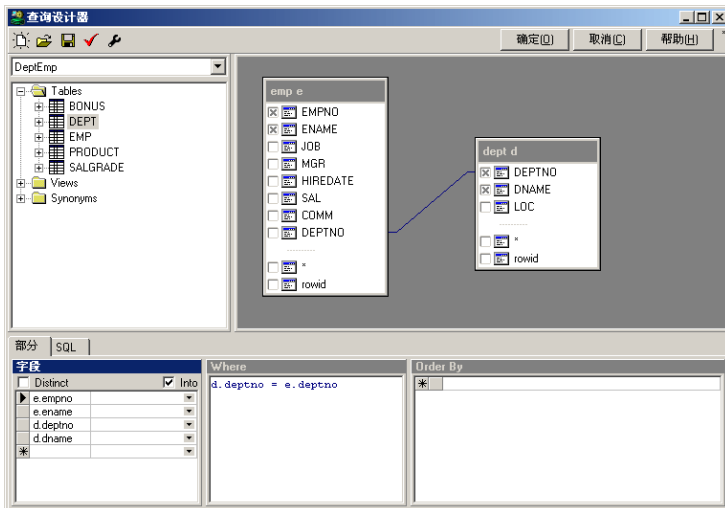 查询设计器
确定(O) 取消(C) 帮助(H)
DeptEmp
Tables
BONUS
DEPT
EMP
PRODUCT
SALGRADE
Views
Synonyms
emp e
EMPNO
ENAME
JOB
MGR
HIREDATE
SAL
COMM
DEPTNO
*
rowid
dept d
DEPTNO
DNAME
LOC
*
rowid
部分 SQL
字段
Distinct Into
e.empno
e.ename
d.deptno
d.dname
Where
d.deptno = e.deptno
Order By